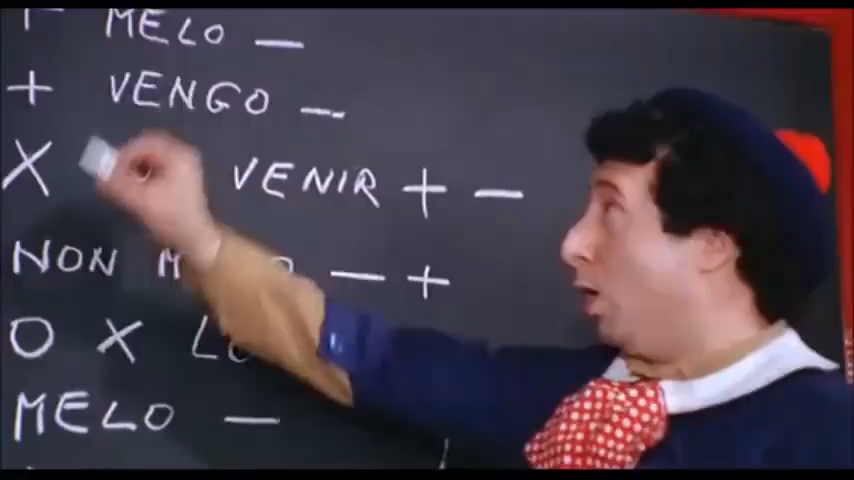 MELO —
+ VENGO —
X VENIR + —
NON — +
O X
MELO —